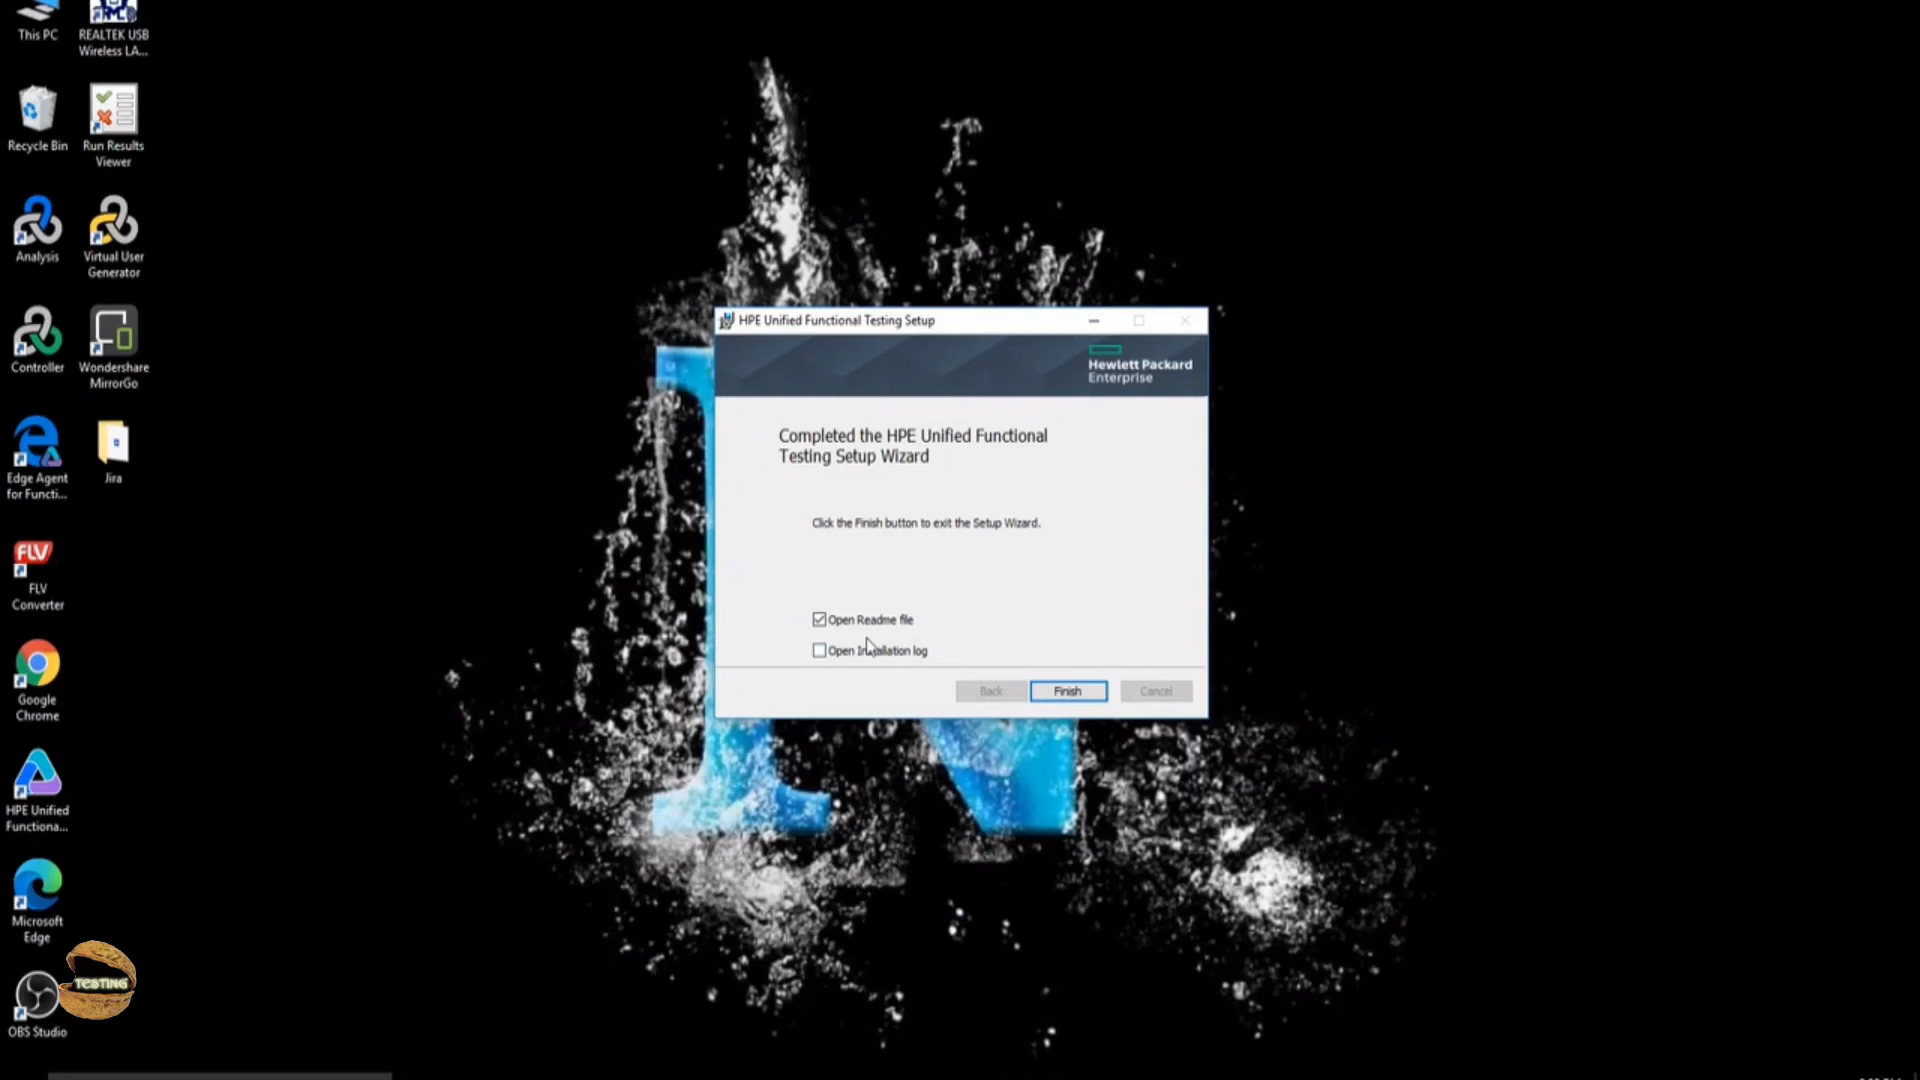 This PC
REALTEK USB
Wireless LA...
Recycle Bin
Run Results
Viewer
Analysis
Virtual User
Generator
Controller
Wondershare
MirrorGo
Edge Agent
for Functi...
Jira
FLV
FLV
Converter
Google
Chrome
HPE Unified
Functiona...
Microsoft
Edge
TESTING
OBS Studio
HPE Unified Functional Testing Setup
Hewlett Packard
Enterprise
Completed the HPE Unified Functional
Testing Setup Wizard
Click the Finish button to exit the Setup Wizard.
Open Readme file
Open Installation log
Back
Finish
Cancel